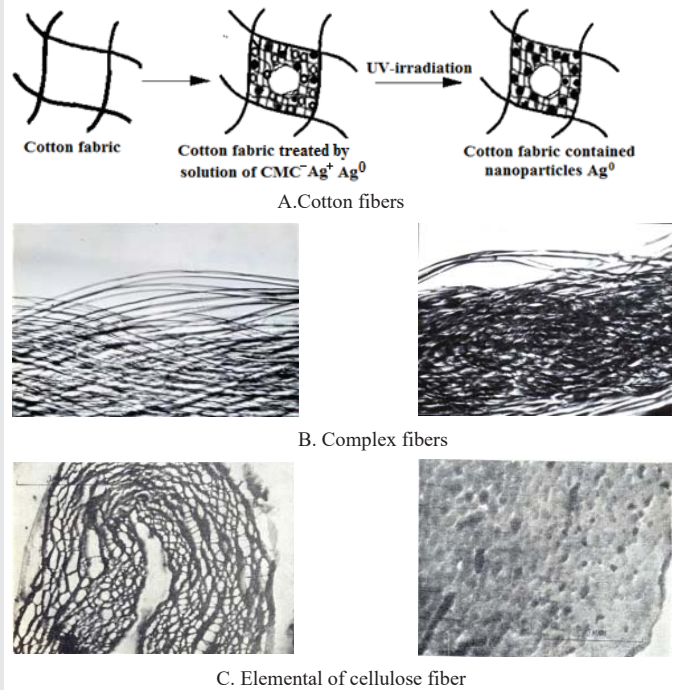 UV-irradiation
Cotton fabric
Cotton fabric treated by
solution of CMC⁻Ag⁺ Ag⁰
Cotton fabric contained
nanoparticles Ag⁰
A.Cotton fibers
B. Complex fibers
C. Elemental of cellulose fiber